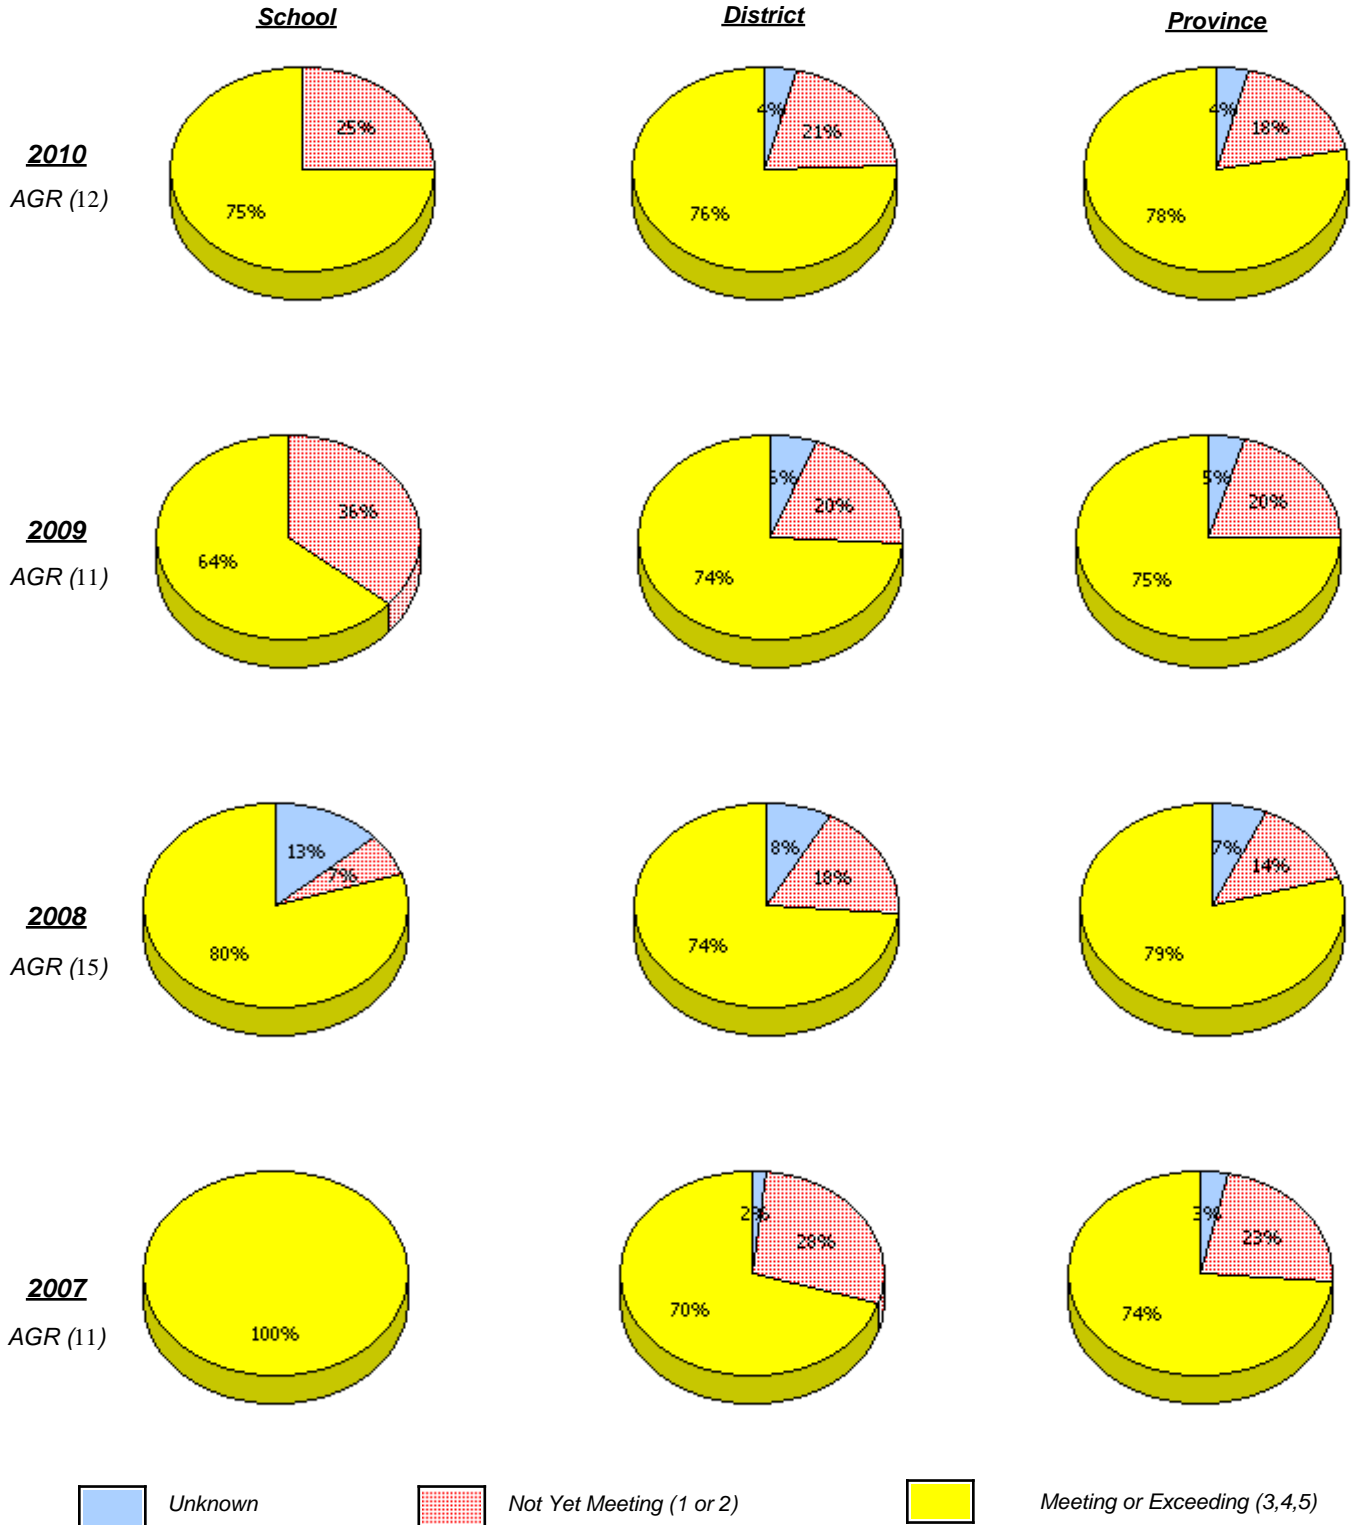 School District Province
4% 4%
25% 21% 18%
2010
AGR (12)
75% 76% 78%
5%
36% 20% 20%
2009
AGR (11)
64% 74% 75%
13% 8% 7%
7% 18% 14%
2008
AGR (15)
80% 74% 79%
2% 3%
28% 23%
2007
AGR (11)
100% 70% 74%
Unknown Not Yet Meeting (1 or 2) Meeting or Exceeding (3,4,5)